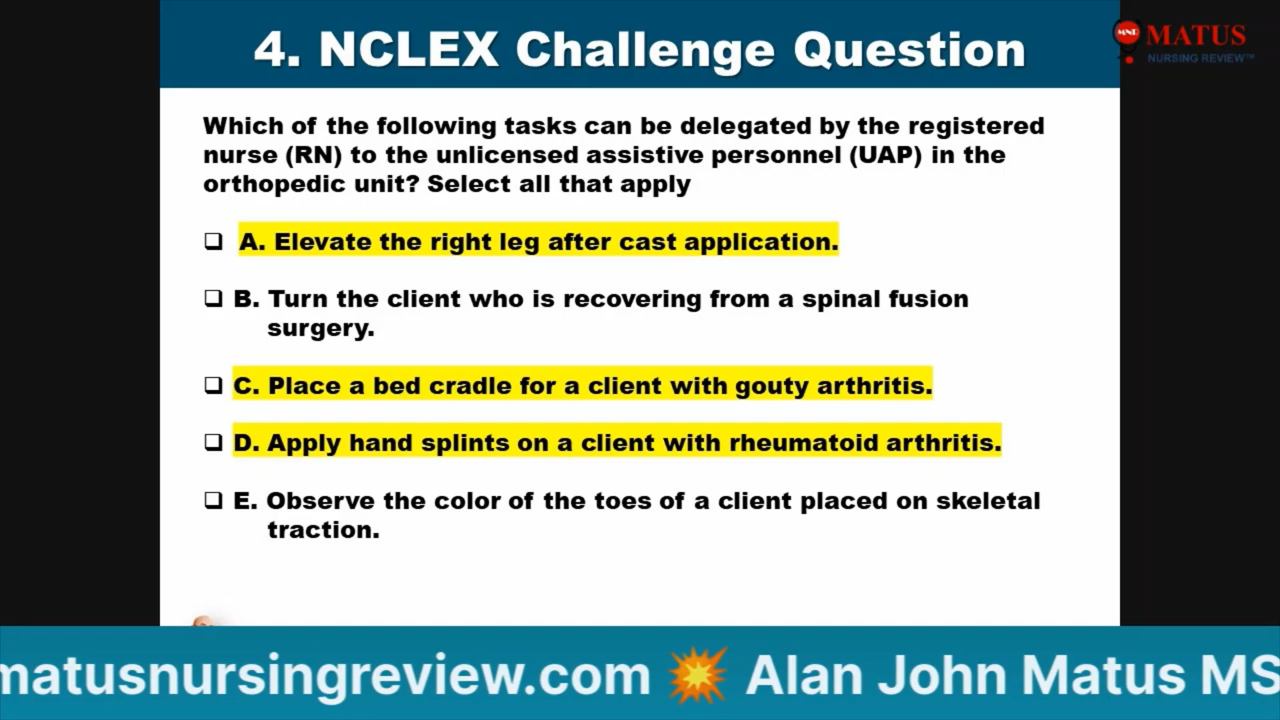 4. NCLEX Challenge Question
MNR
MATUS
NURSING REVIEW™
Which of the following tasks can be delegated by the registered
nurse (RN) to the unlicensed assistive personnel (UAP) in the
orthopedic unit? Select all that apply
A. Elevate the right leg after cast application.
B. Turn the client who is recovering from a spinal fusion
surgery.
C. Place a bed cradle for a client with gouty arthritis.
D. Apply hand splints on a client with rheumatoid arthritis.
E. Observe the color of the toes of a client placed on skeletal
traction.
matusnursingreview.com 💥 Alan John Matus MS